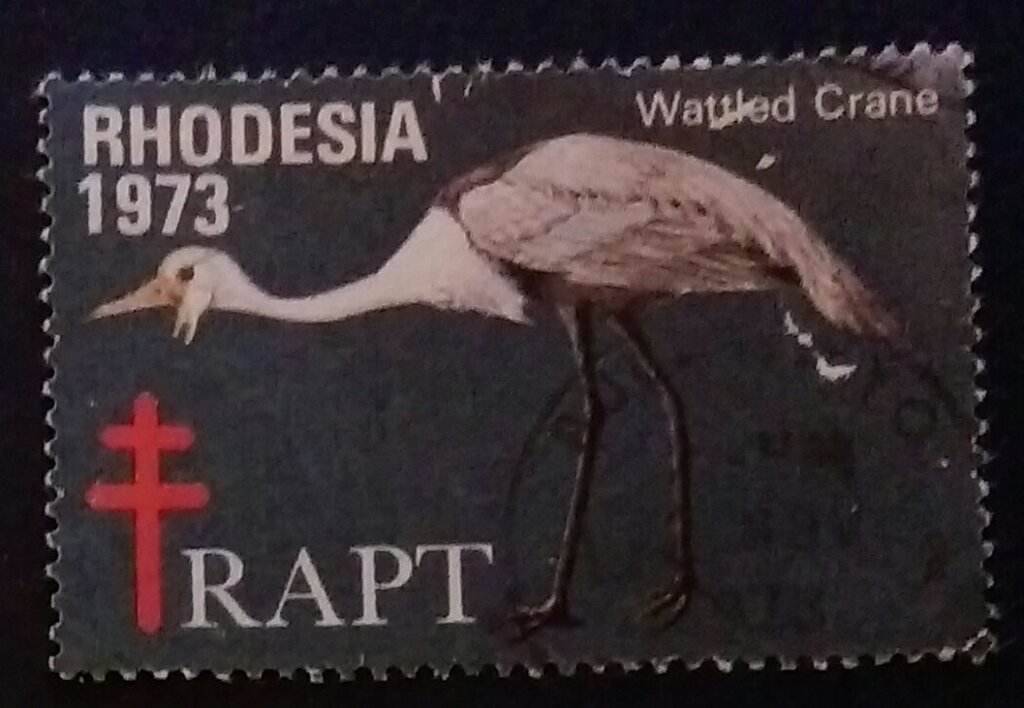 RHODESIA
1973
Wattled Crane
RAPT